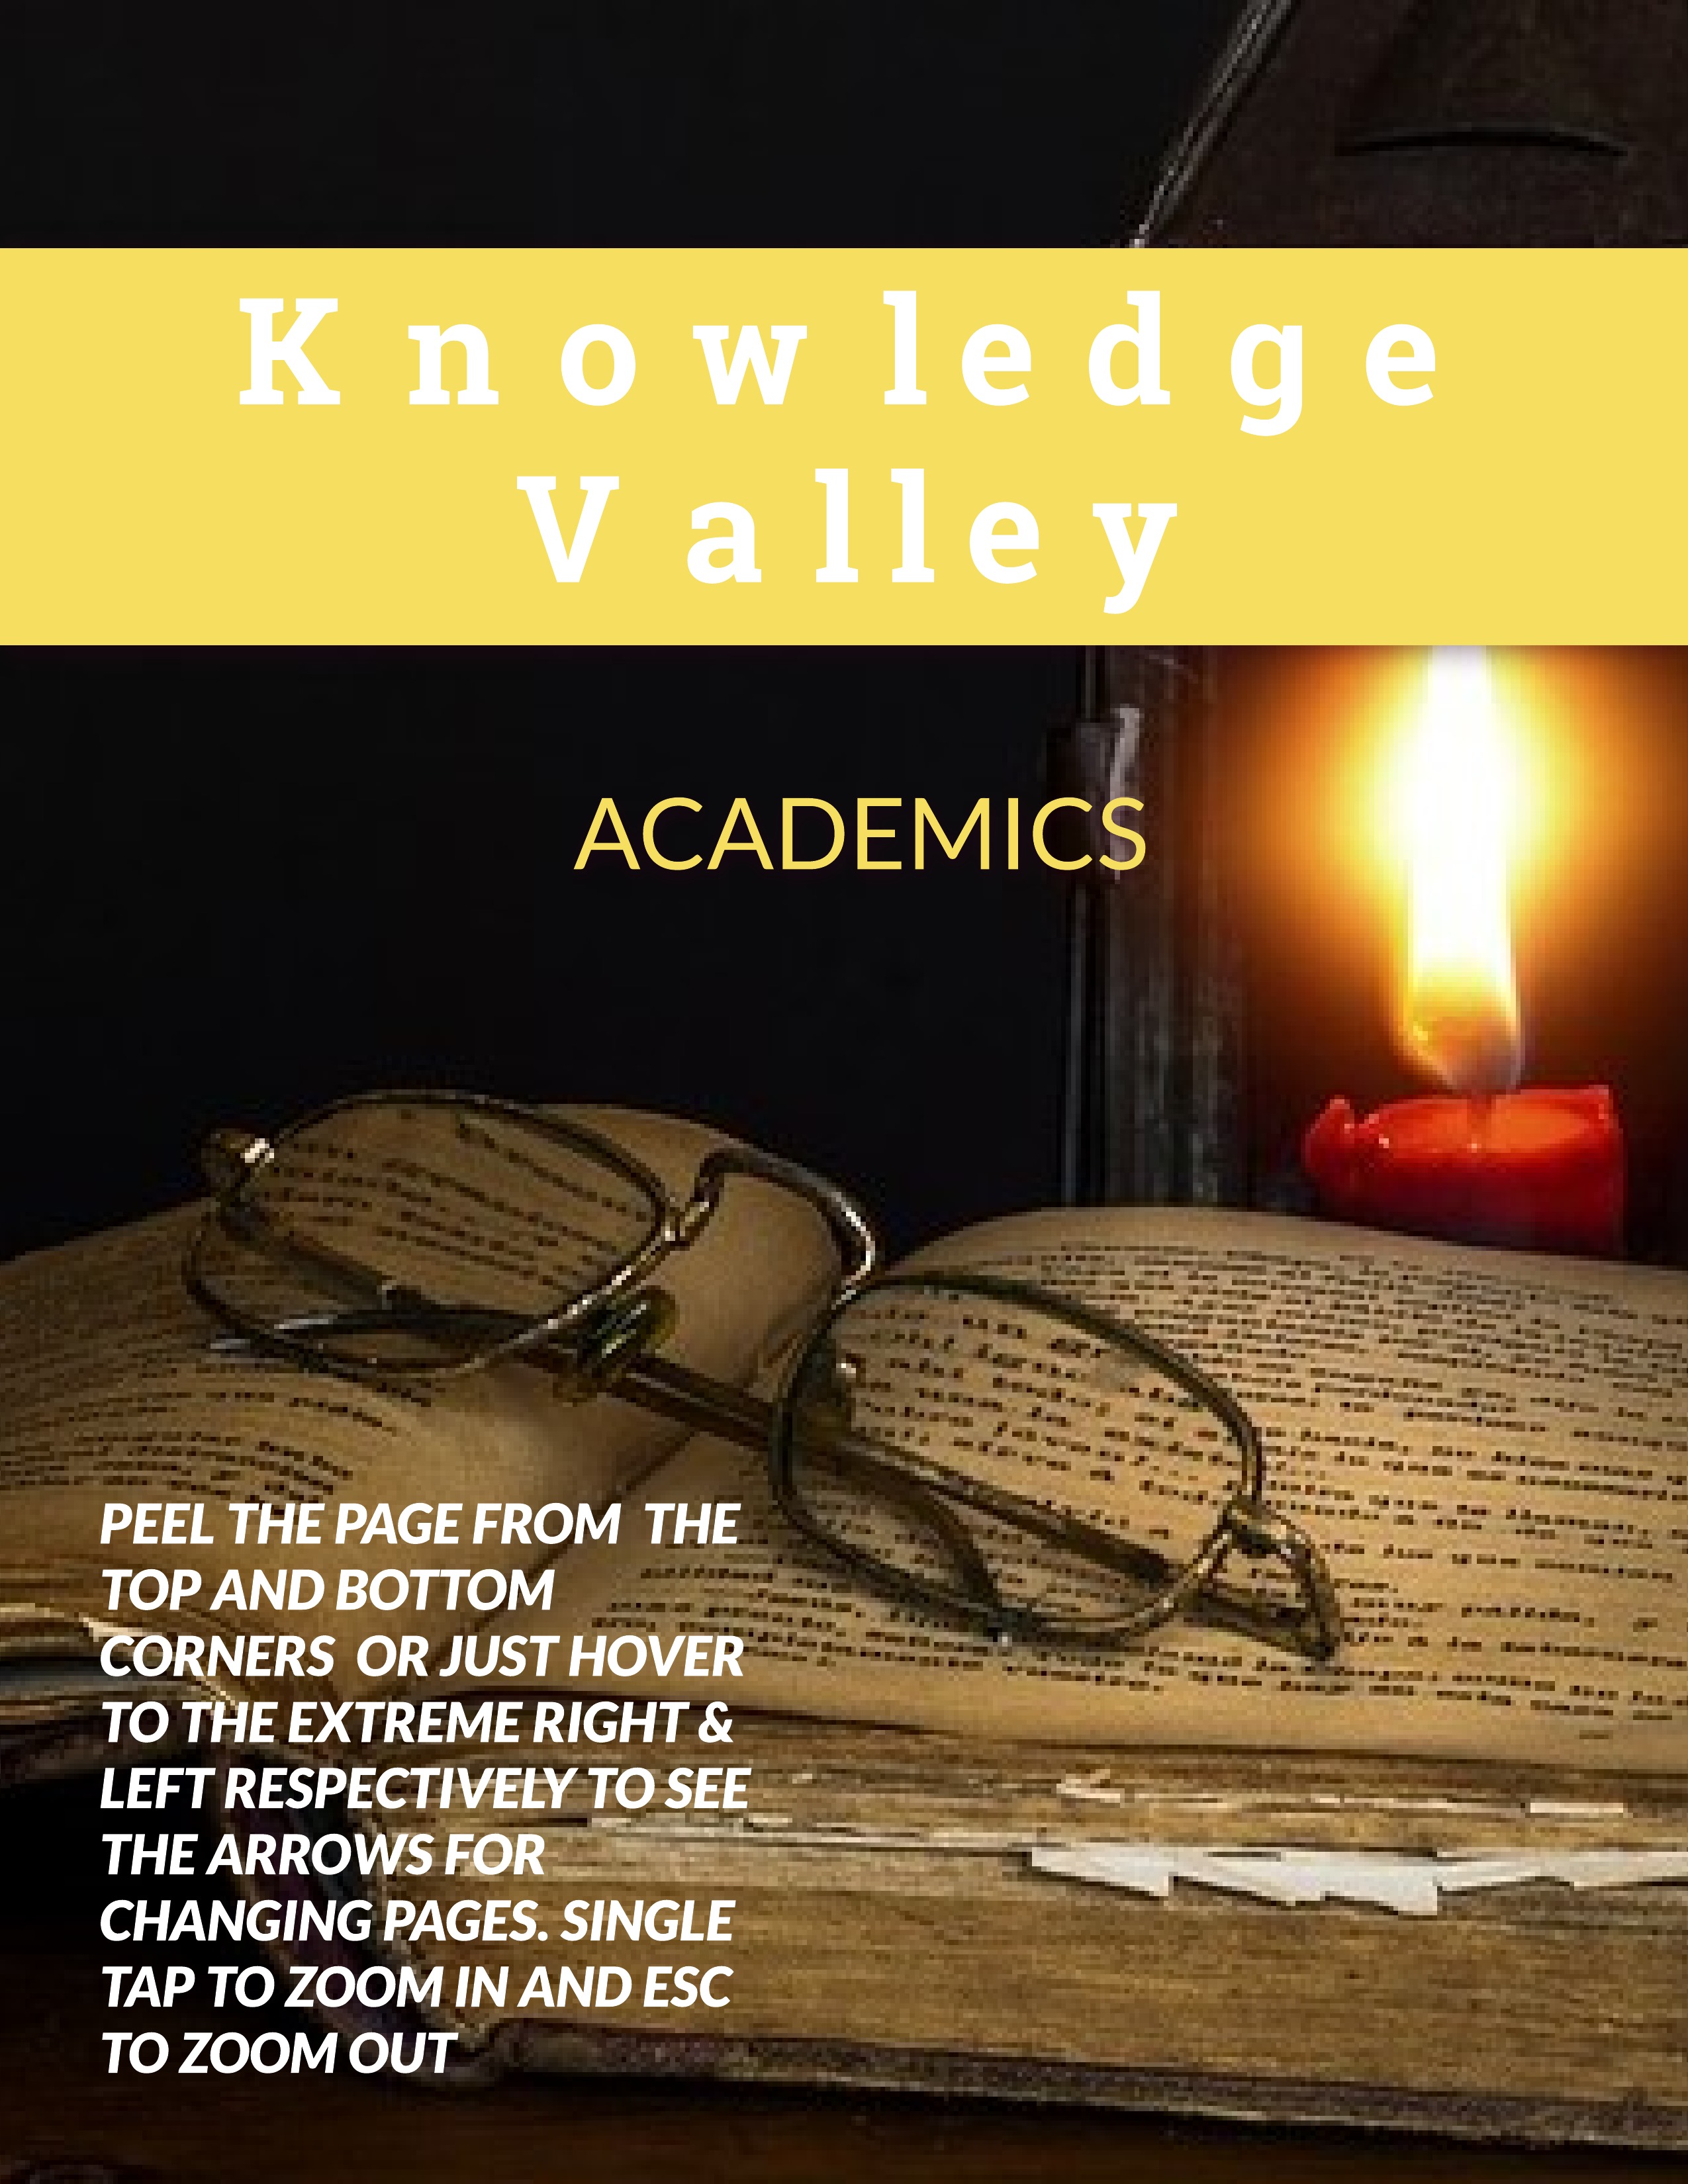 Knowledge
Valley
ACADEMICS
PEEL THE PAGE FROM THE
TOP AND BOTTOM
CORNERS OR JUST HOVER
TO THE EXTREME RIGHT &
LEFT RESPECTIVELY TO SEE
THE ARROWS FOR
CHANGING PAGES. SINGLE
TAP TO ZOOM IN AND ESC
TO ZOOM OUT